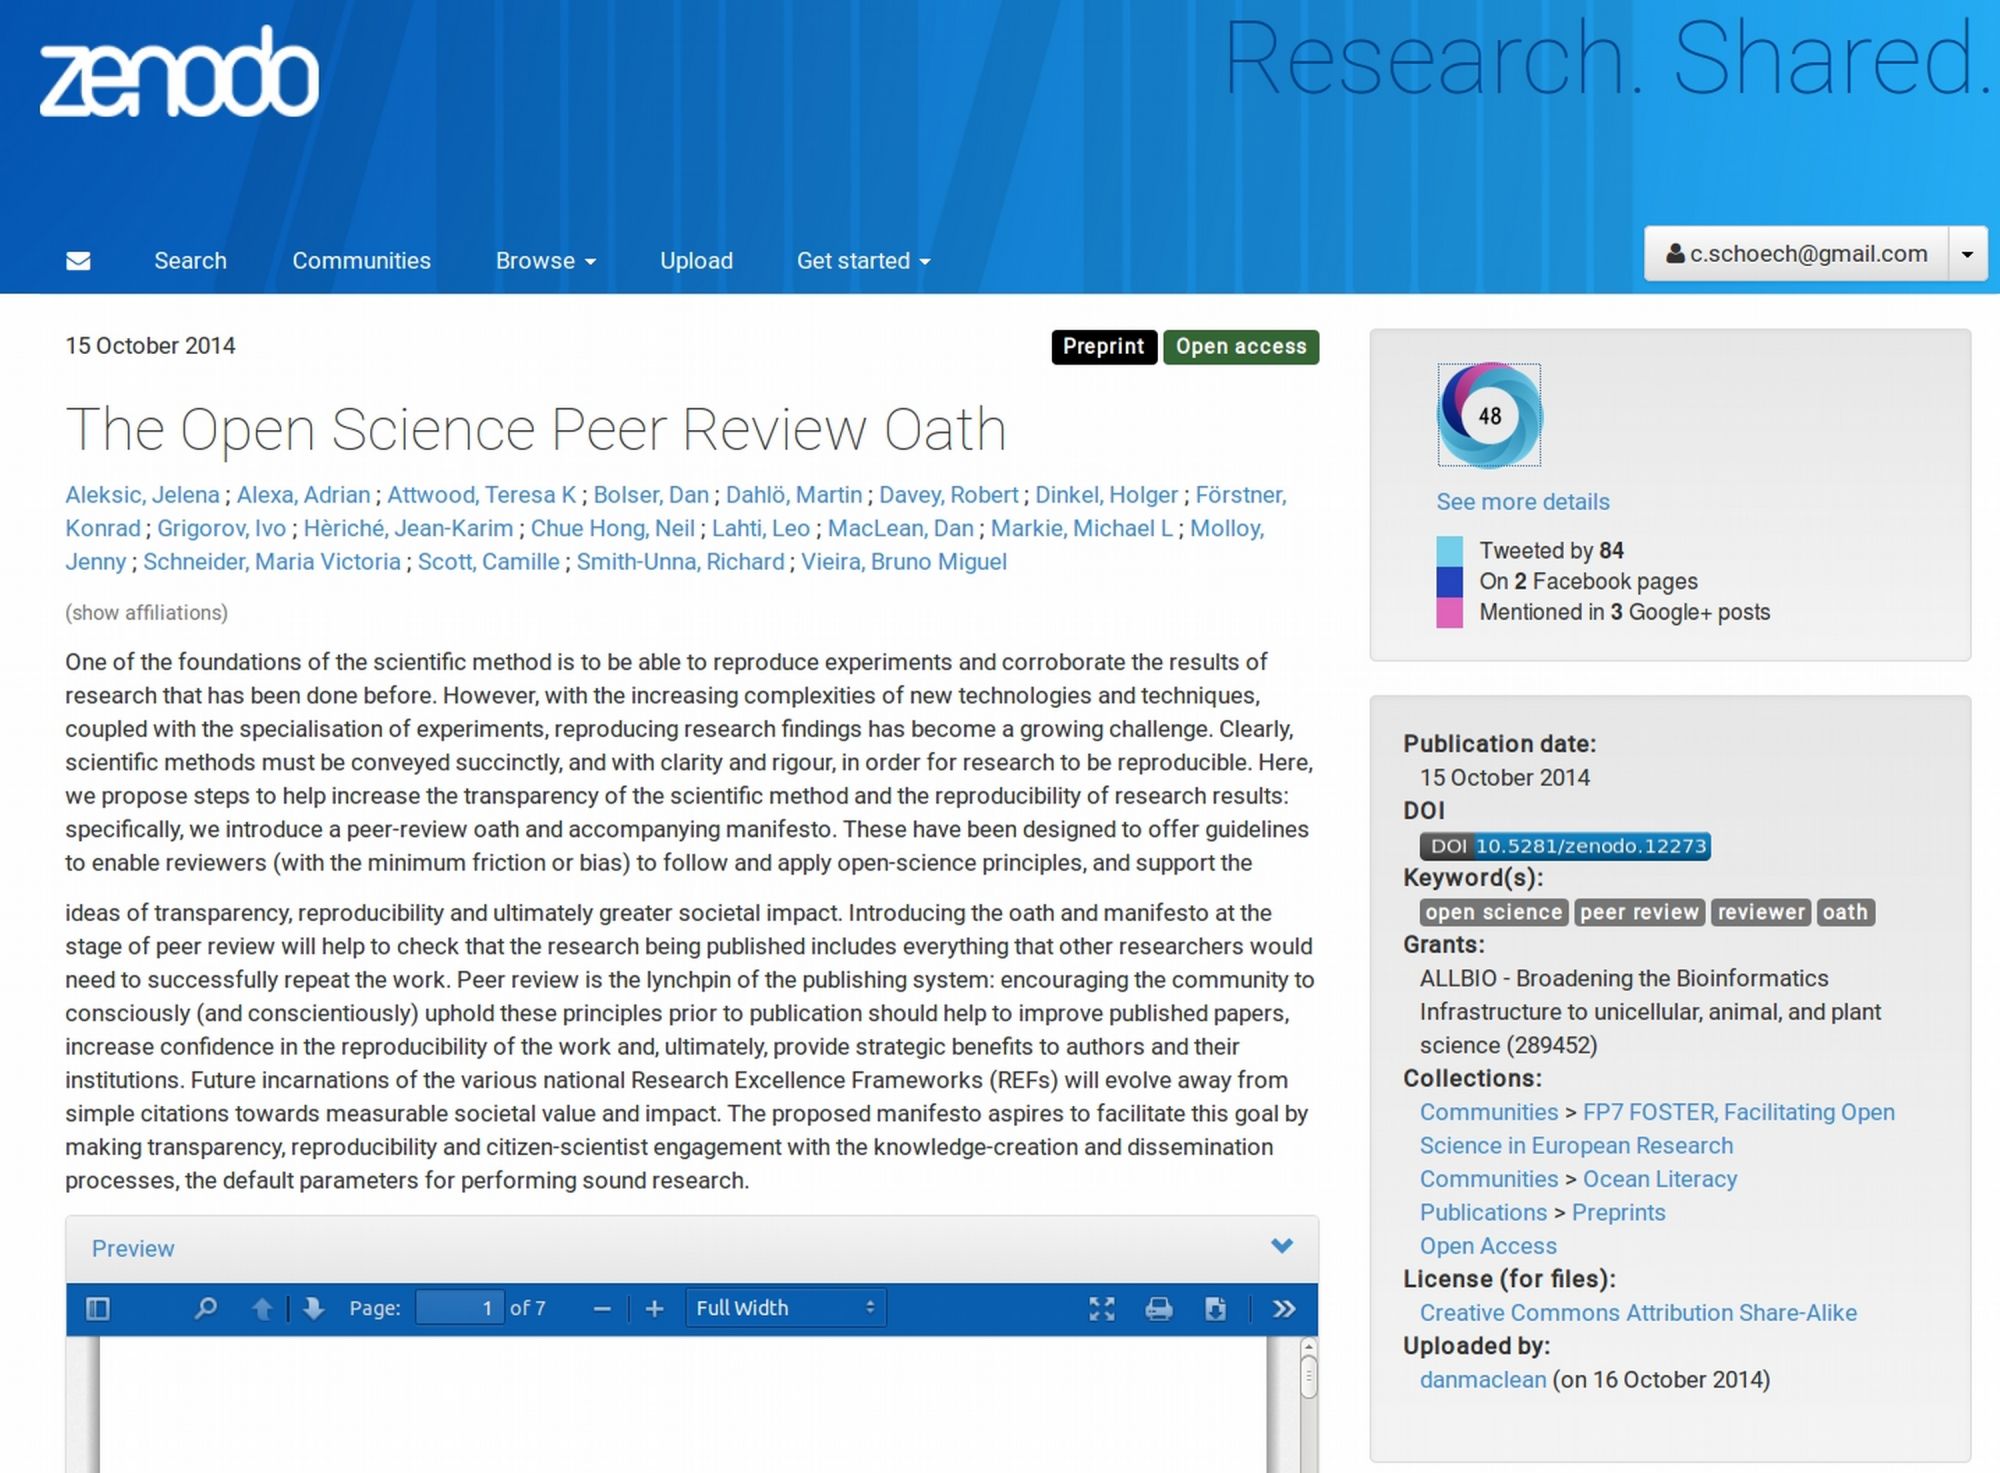 zenodo
Research. Shared.
Search Communities Browse Upload Get started
c.schoech@gmail.com
15 October 2014
Preprint Open access
The Open Science Peer Review Oath
Aleksic, Jelena ; Alexa, Adrian ; Attwood, Teresa K ; Bolser, Dan ; Dahlö, Martin ; Davey, Robert ; Dinkel, Holger ; Förstner,
Konrad ; Grigorov, Ivo ; Hèriché, Jean-Karim ; Chue Hong, Neil ; Lahti, Leo ; MacLean, Dan ; Markie, Michael L ; Molloy,
Jenny ; Schneider, Maria Victoria ; Scott, Camille ; Smith-Unna, Richard ; Vieira, Bruno Miguel
(show affiliations)
One of the foundations of the scientific method is to be able to reproduce experiments and corroborate the results of
research that has been done before. However, with the increasing complexities of new technologies and techniques,
coupled with the specialisation of experiments, reproducing research findings has become a growing challenge. Clearly,
scientific methods must be conveyed succinctly, and with clarity and rigour, in order for research to be reproducible. Here,
we propose steps to help increase the transparency of the scientific method and the reproducibility of research results:
specifically, we introduce a peer-review oath and accompanying manifesto. These have been designed to offer guidelines
to enable reviewers (with the minimum friction or bias) to follow and apply open-science principles, and support the
ideas of transparency, reproducibility and ultimately greater societal impact. Introducing the oath and manifesto at the
stage of peer review will help to check that the research being published includes everything that other researchers would
need to successfully repeat the work. Peer review is the lynchpin of the publishing system: encouraging the community to
consciously (and conscientiously) uphold these principles prior to publication should help to improve published papers,
increase confidence in the reproducibility of the work and, ultimately, provide strategic benefits to authors and their
institutions. Future incarnations of the various national Research Excellence Frameworks (REFs) will evolve away from
simple citations towards measurable societal value and impact. The proposed manifesto aspires to facilitate this goal by
making transparency, reproducibility and citizen-scientist engagement with the knowledge-creation and dissemination
processes, the default parameters for performing sound research.
Preview
Page: 1 of 7 Full Width
48
See more details
Tweeted by 84
On 2 Facebook pages
Mentioned in 3 Google+ posts
Publication date:
15 October 2014
DOI
DOI 10.5281/zenodo.12273
Keyword(s):
open science peer review reviewer oath
Grants:
ALLBIO - Broadening the Bioinformatics
Infrastructure to unicellular, animal, and plant
science (289452)
Collections:
Communities > FP7 FOSTER, Facilitating Open
Science in European Research
Communities > Ocean Literacy
Publications > Preprints
Open Access
License (for files):
Creative Commons Attribution Share-Alike
Uploaded by:
danmaclean (on 16 October 2014)